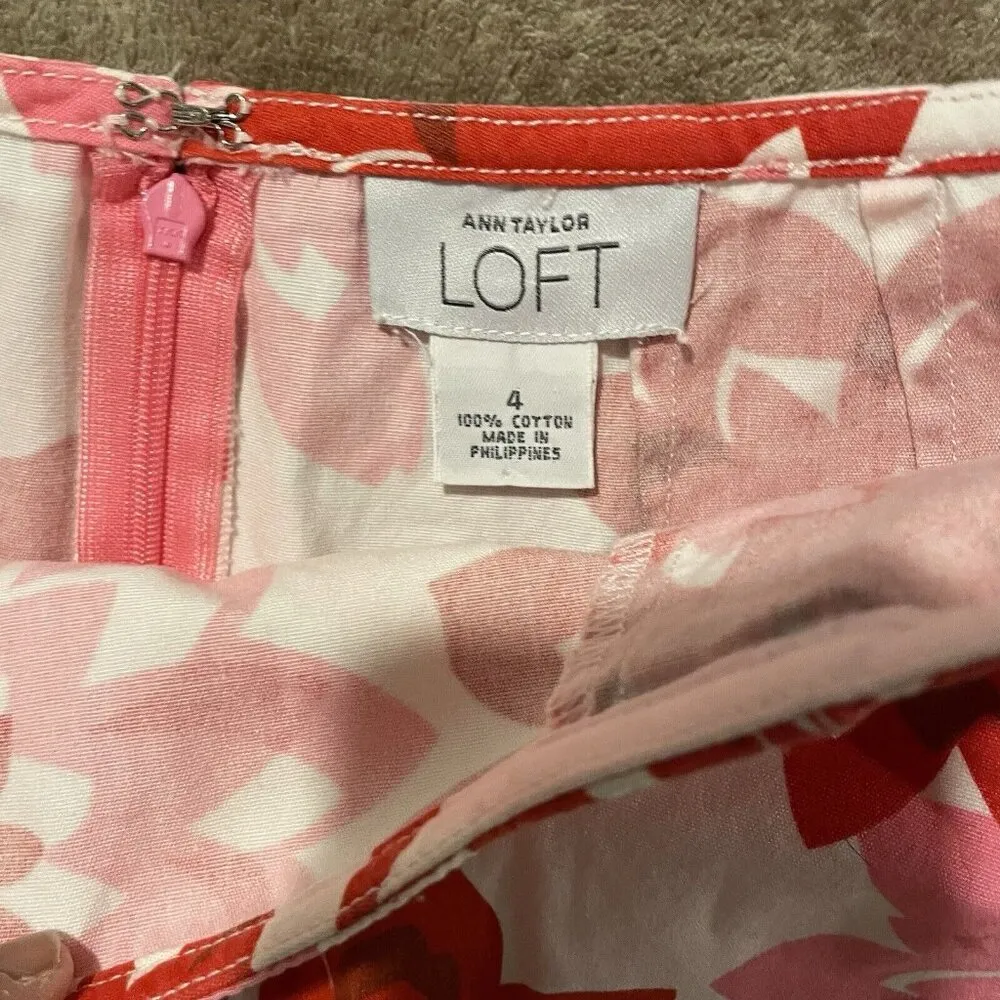 ANN TAYLOR
LOFT
4
100% COTTON
MADE IN
PHILIPPINES